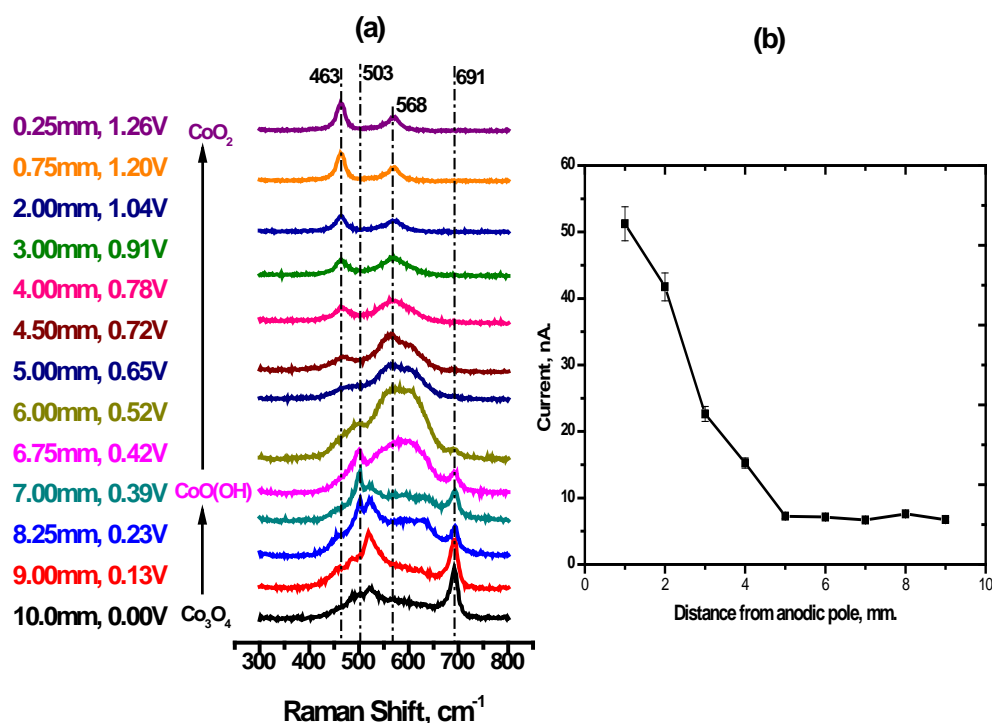 (a)
463
503
568
691
0.25mm, 1.26V
0.75mm, 1.20V
2.00mm, 1.04V
3.00mm, 0.91V
4.00mm, 0.78V
4.50mm, 0.72V
5.00mm, 0.65V
6.00mm, 0.52V
6.75mm, 0.42V
7.00mm, 0.39V
8.25mm, 0.23V
9.00mm, 0.13V
10.0mm, 0.00V
CoO₂
CoO(OH)
Co₃O₄
300 400 500 600 700 800
Raman Shift, cm⁻¹
(b)
60
50
40
30
20
10
0
Current, nA.
0 2 4 6 8 10
Distance from anodic pole, mm.